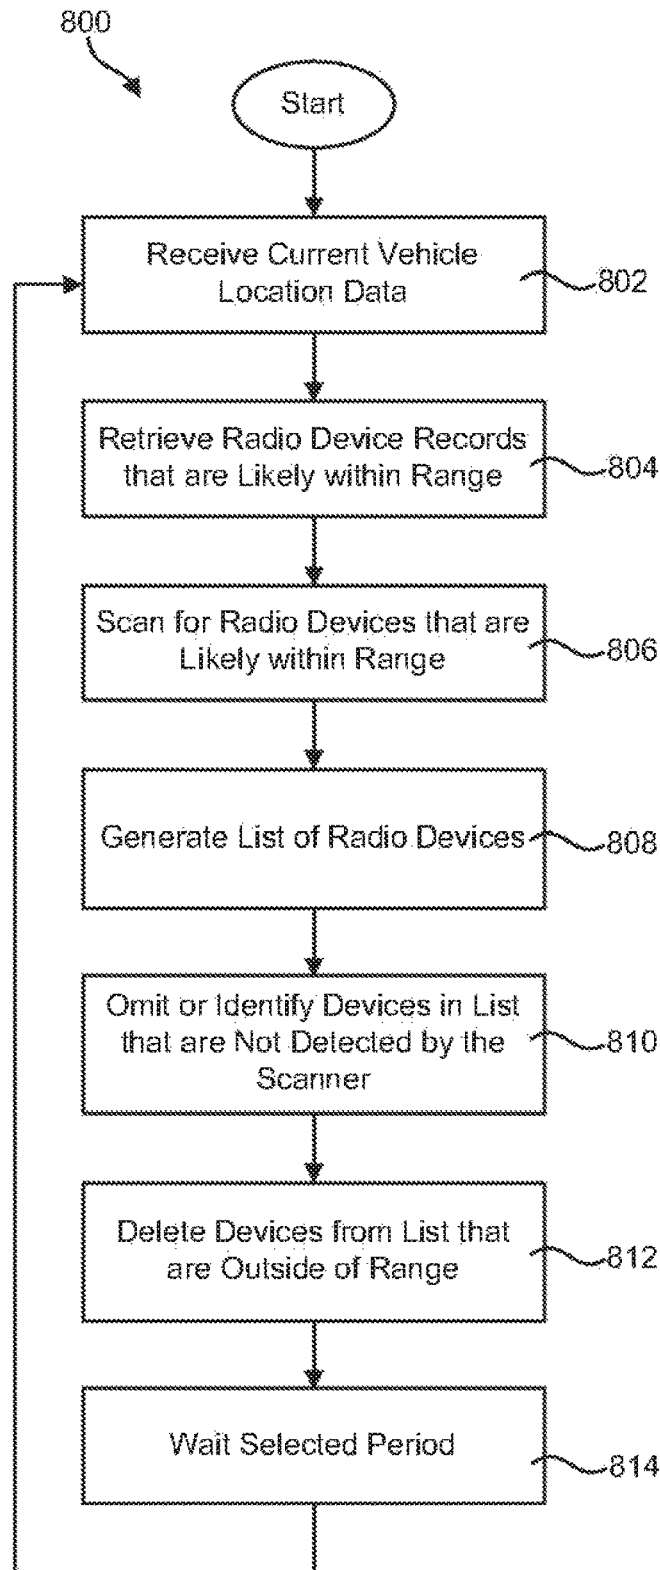 800
Start
Receive Current Vehicle
Location Data
802
Retrieve Radio Device Records
that are Likely within Range
804
Scan for Radio Devices that are
Likely within Range
806
Generate List of Radio Devices
808
Omit or Identify Devices in List
that are Not Detected by the
Scanner
810
Delete Devices from List that
are Outside of Range
812
Wait Selected Period
814